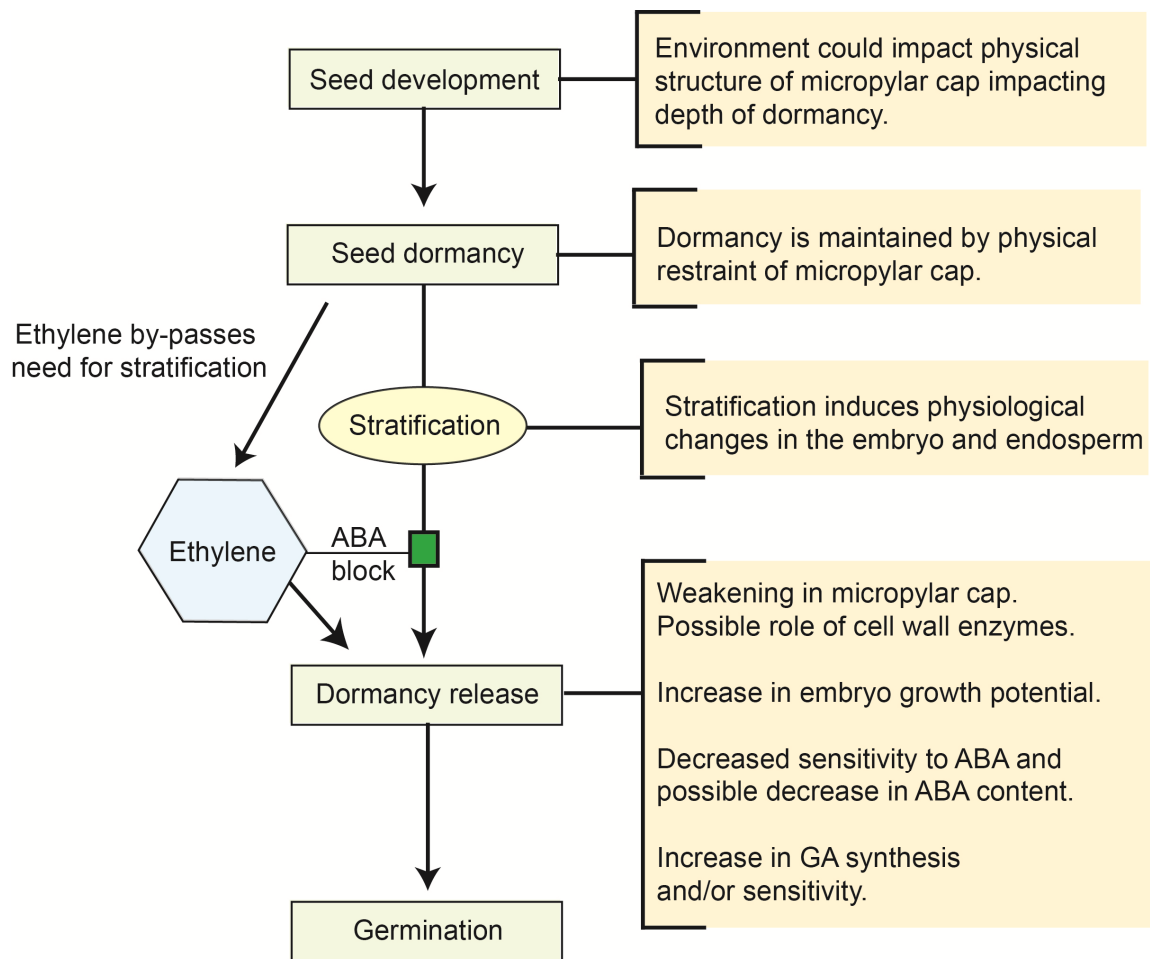 Seed development
Environment could impact physical
structure of micropylar cap impacting
depth of dormancy.
Seed dormancy
Dormancy is maintained by physical
restraint of micropylar cap.
Ethylene by-passes
need for stratification
Stratification
Stratification induces physiological
changes in the embryo and endosperm
Ethylene
ABA
block
Dormancy release
Weakening in micropylar cap.
Possible role of cell wall enzymes.
Increase in embryo growth potential.
Decreased sensitivity to ABA and
possible decrease in ABA content.
Increase in GA synthesis
and/or sensitivity.
Germination